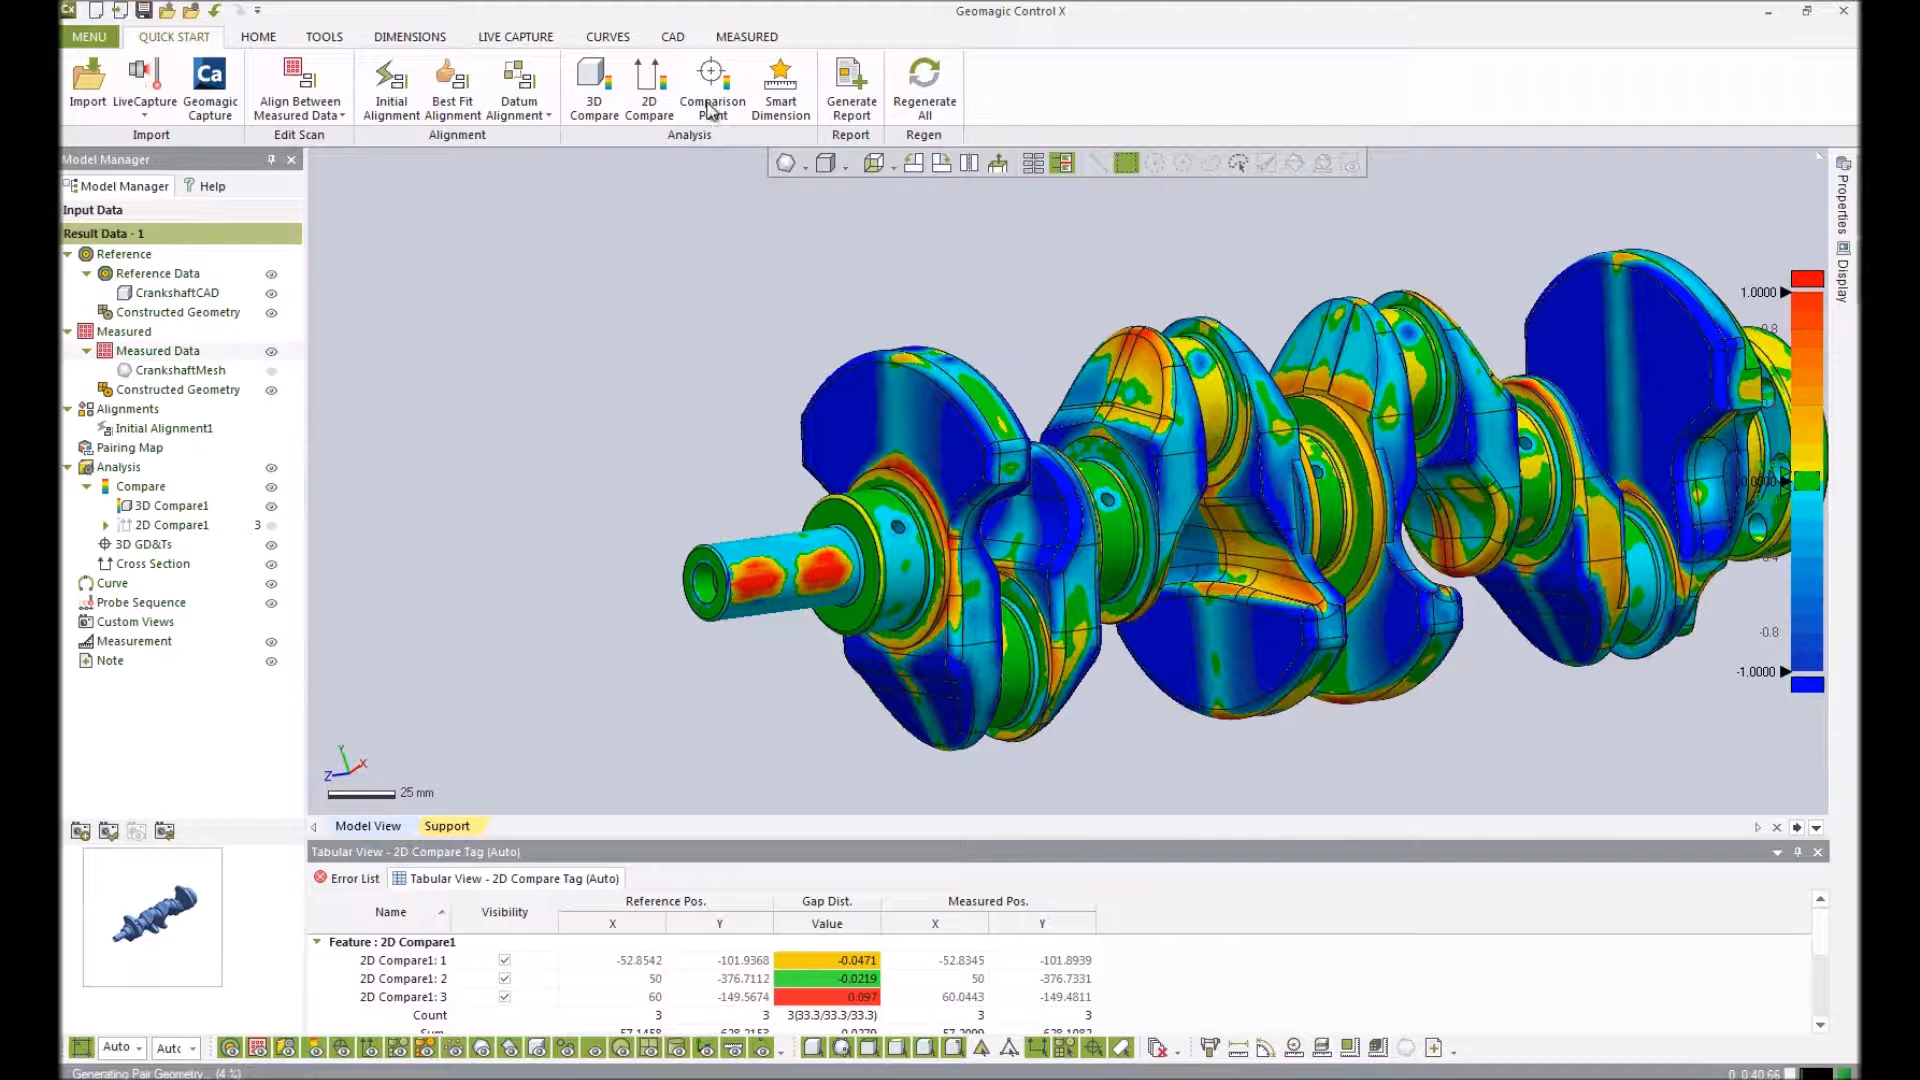 Geomagic Control X
MENU QUICK START HOME TOOLS DIMENSIONS LIVE CAPTURE CURVES CAD MEASURED
Import LiveCapture Geomagic Capture Align Between Measured Data Initial Alignment Best Fit Alignment Datum Alignment 3D Compare 2D Compare Comparison Point Smart Dimension Generate Report Regenerate All
Import Edit Scan Alignment Analysis Report Regen
Model Manager
Model Manager Help
Input Data
Result Data - 1
Reference
Reference Data
CrankshaftCAD
Constructed Geometry
Measured
Measured Data
CrankshaftMesh
Constructed Geometry
Alignments
Initial Alignment1
Pairing Map
Analysis
Compare
3D Compare1
2D Compare1 3
3D GD&Ts
Cross Section
Curve
Probe Sequence
Custom Views
Measurement
Note
Properties
Display
1.0000
0.8
0.0000
-0.8
-1.0000
Y
X
Z
25 mm
Model View Support
Tabular View - 2D Compare Tag (Auto)
Error List Tabular View - 2D Compare Tag (Auto)
Name Visibility Reference Pos. Gap Dist. Measured Pos.
X Y Value X Y
Feature : 2D Compare1
2D Compare1: 1 -52.8542 -101.9368 -0.0471 -52.8345 -101.8939
2D Compare1: 2 50 -376.7112 -0.0219 50 -376.7331
2D Compare1: 3 60 -149.5674 0.097 60.0443 -149.4811
Count 3 3 3(33.3/33.3/33.3) 3 3
Auto Auto
Generating Pair Geometry... (4 %)
0: 0:40.66